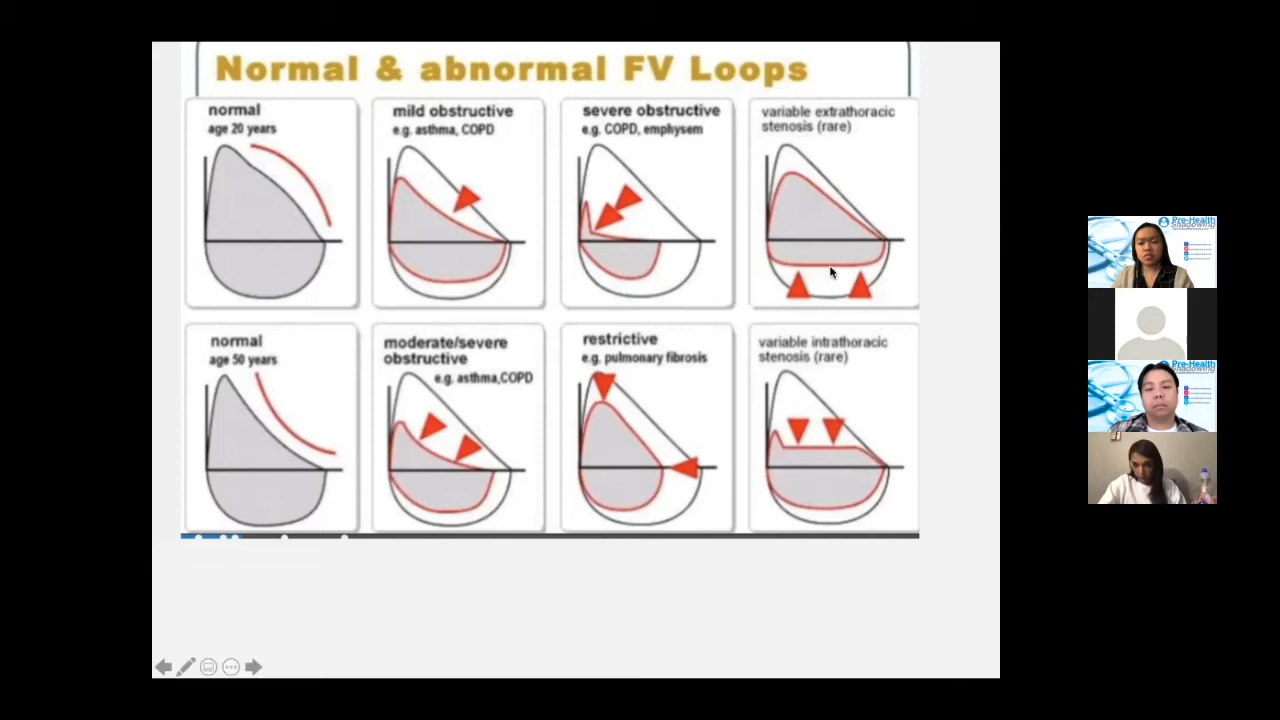 Normal & abnormal FV Loops
normal
age 20 years
mild obstructive
e.g. asthma, COPD
severe obstructive
e.g. COPD, emphysem
variable extrathoracic
stenosis (rare)
normal
age 50 years
moderate/severe
obstructive
e.g. asthma,COPD
restrictive
e.g. pulmonary fibrosis
variable intrathoracic
stenosis (rare)
Pre-Health
Shadowing
Pre-Health
Shadowing